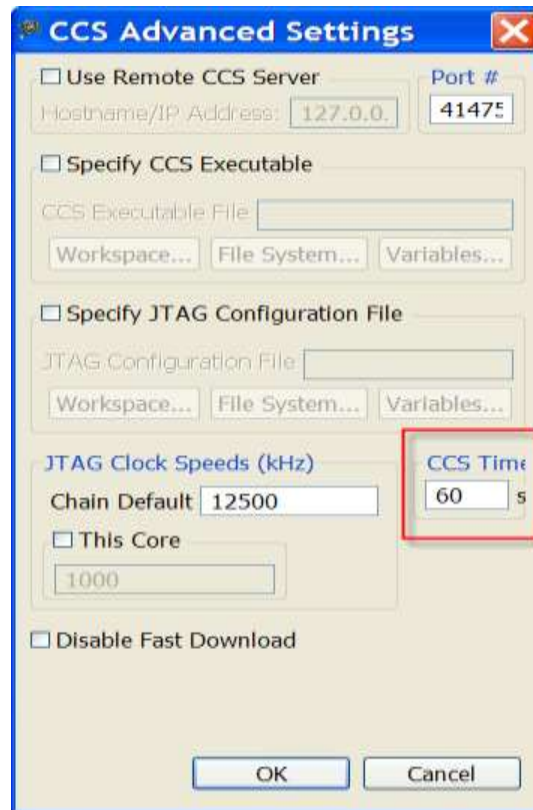 CCS Advanced Settings
Use Remote CCS Server
Port #
Hostname/IP Address: 127.0.0.
4147
Specify CCS Executable
CCS Executable File
Workspace... File System... Variables...
Specify JTAG Configuration File
JTAG Configuration File
Workspace... File System... Variables...
JTAG Clock Speeds (kHz)
CCS Time
Chain Default 12500
60 s
This Core
1000
Disable Fast Download
OK Cancel